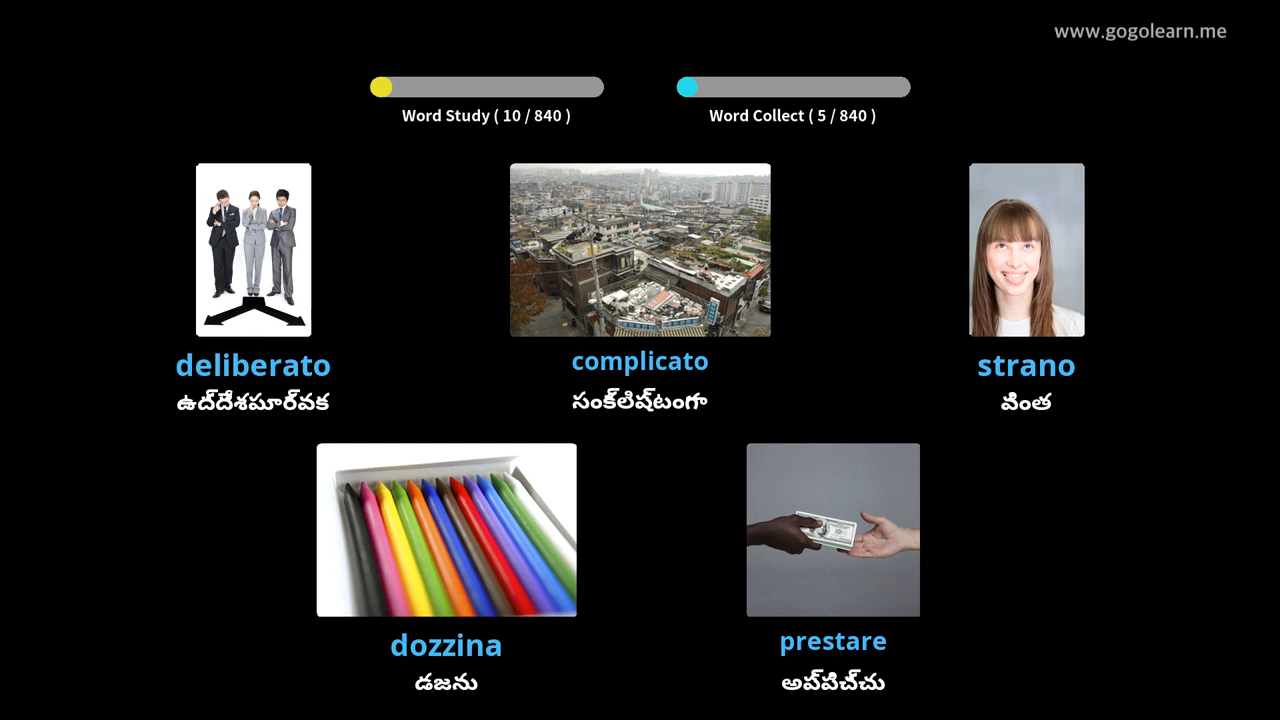 www.gogolearn.me
Word Study ( 10 / 840 )
Word Collect ( 5 / 840 )
deliberato
ఉద్‌దేశపూర్‌వక
complicato
సంక్‌లిష్‌టంగా
strano
వింత
dozzina
డజను
prestare
అప్‌పిచ్‌చు